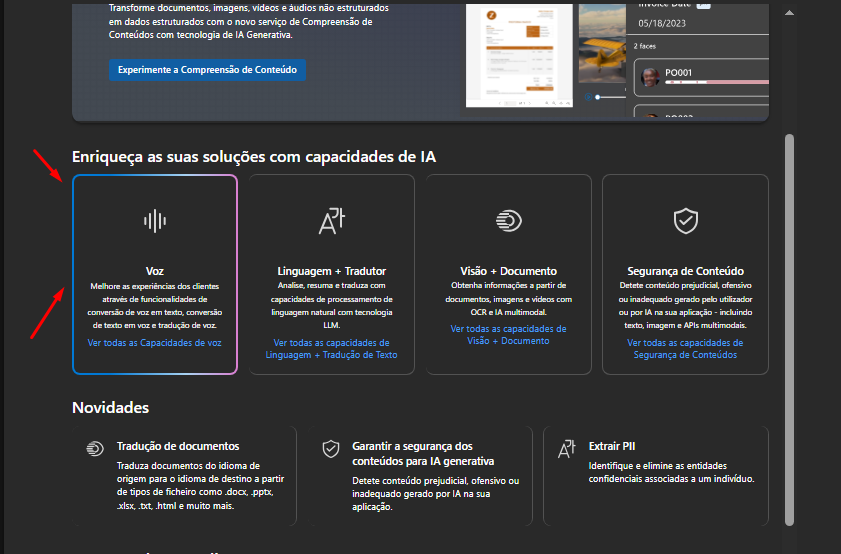 Transforme documentos, imagens, vídeos e áudios não estruturados
em dados estruturados com o novo serviço de Compreensão de
Conteúdos com tecnologia de IA Generativa.
Experimente a Compreensão de Conteúdo
Invoice Date
05/18/2023
2 faces
PO001
Enriqueça as suas soluções com capacidades de IA
Voz
Melhore as experiências dos clientes
através de funcionalidades de
conversão de voz em texto, conversão
de texto em voz e tradução de voz.
Ver todas as Capacidades de voz
Linguagem + Tradutor
Analise, resuma e traduza com
capacidades de processamento de
linguagem natural com tecnologia
LLM.
Ver todas as capacidades de
Linguagem + Tradução de Texto
Visão + Documento
Obtenha informações a partir de
documentos, imagens e vídeos com
OCR e IA multimodal.
Ver todas as capacidades de
Visão + Documento
Segurança de Conteúdo
Detete conteúdo prejudicial, ofensivo
ou inadequado gerado pelo utilizador
ou por IA na sua aplicação - incluindo
texto, imagem e APIs multimodais.
Ver todas as capacidades de
Segurança de Conteúdos
Novidades
Tradução de documentos
Traduza documentos do idioma de
origem para o idioma de destino a partir
de tipos de ficheiro como .docx, .pptx,
.xlsx, .txt, .html e muito mais.
Garantir a segurança dos
conteúdos para IA generativa
Detete conteúdo prejudicial, ofensivo ou
inadequado gerado por IA na sua
aplicação.
Extrair PII
Identifique e elimine as entidades
confidenciais associadas a um indivíduo.